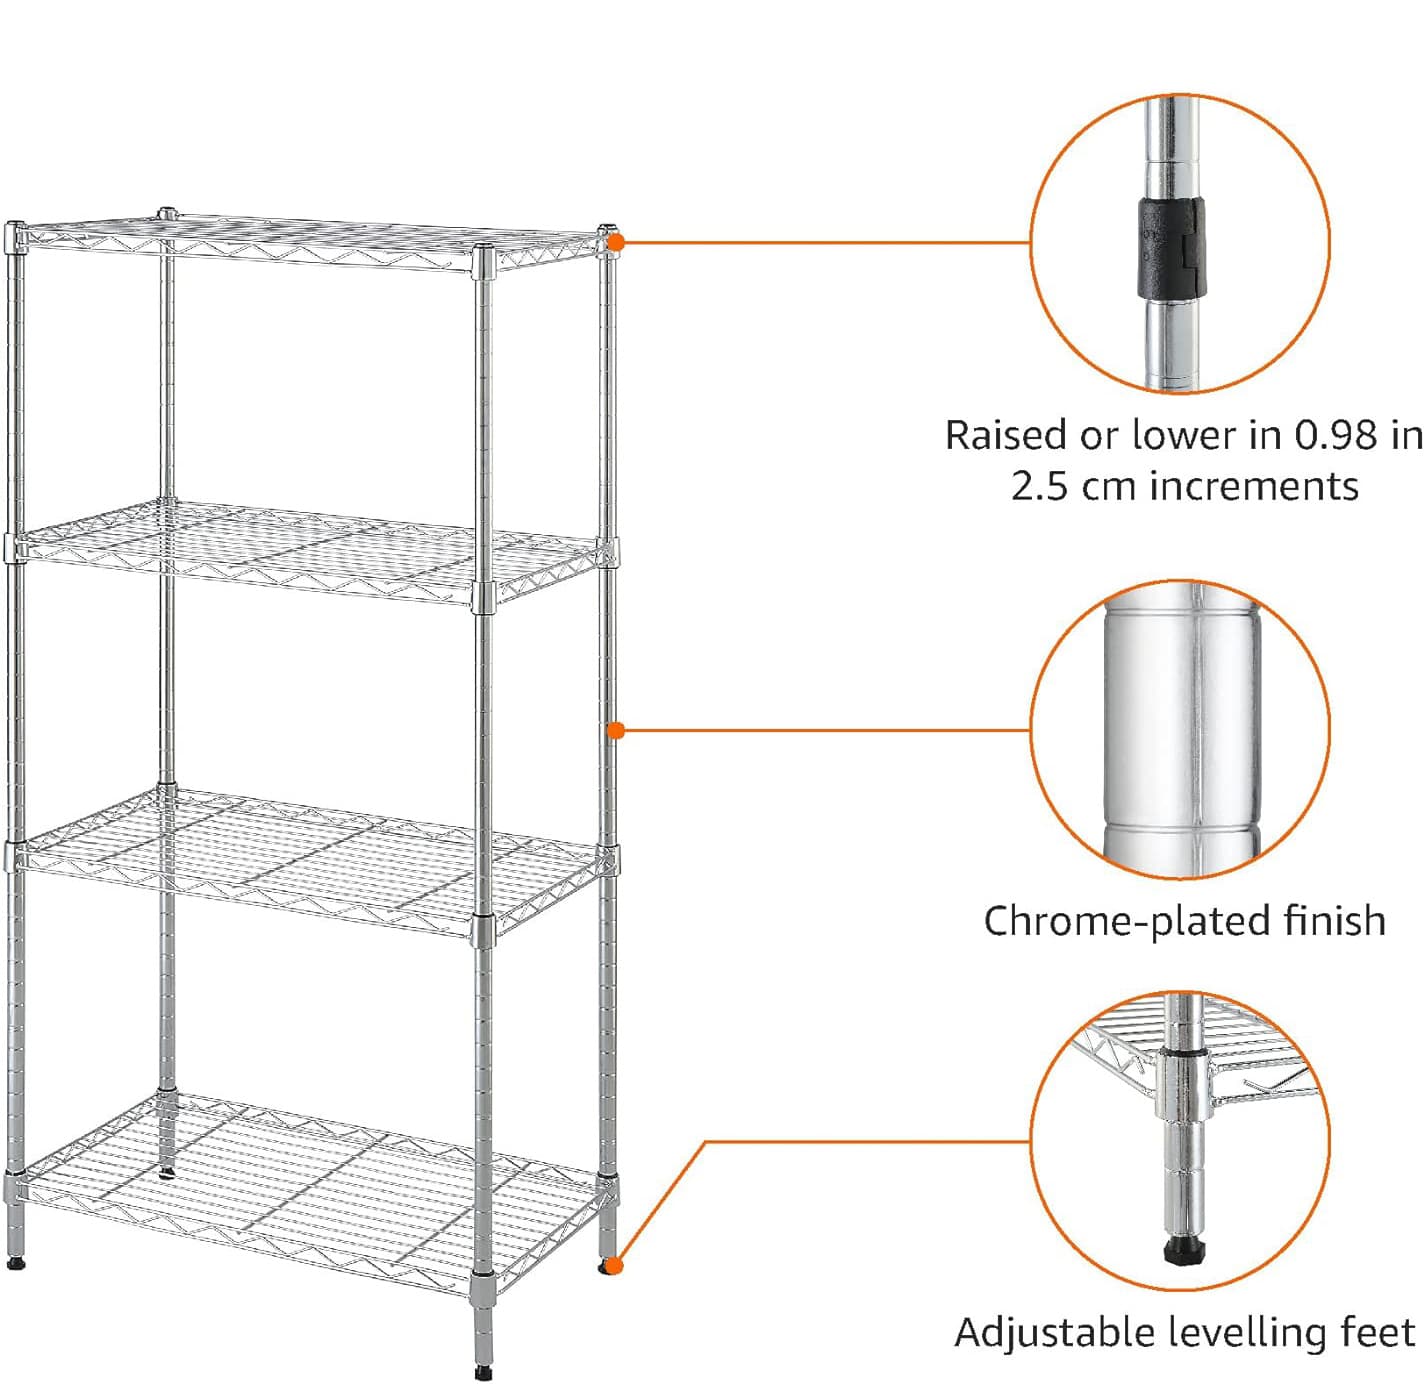 Raised or lower in 0.98 in
2.5 cm increments
Chrome-plated finish
Adjustable levelling feet